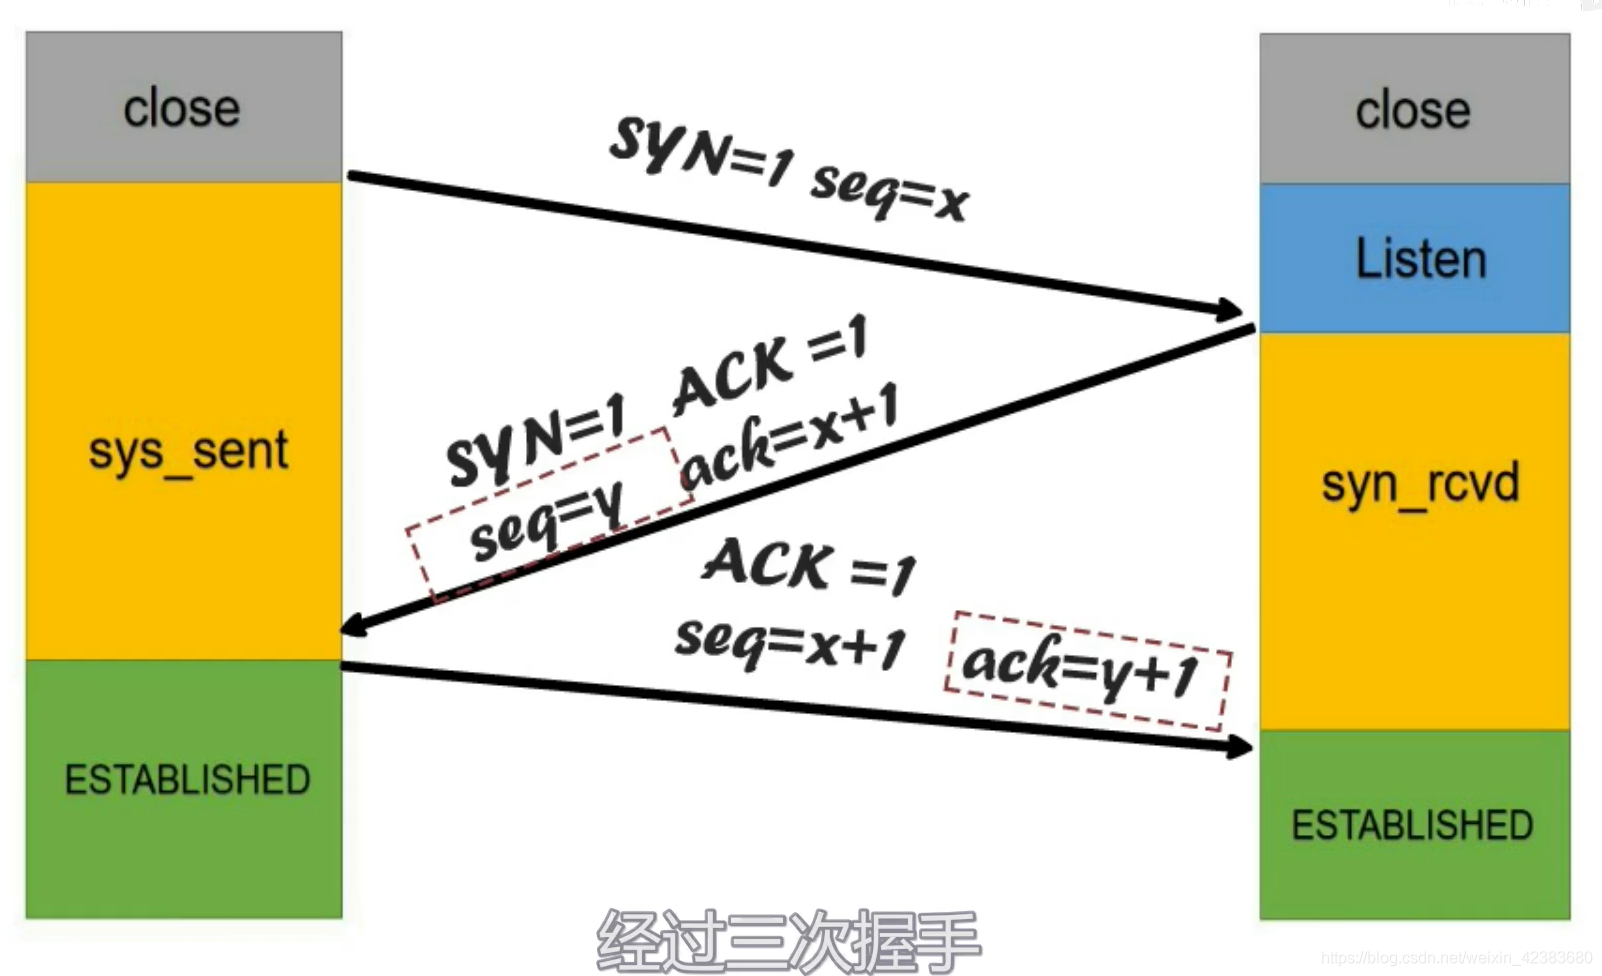 close
close
SYN=1 seq=x
Listen
SYN=1 ACK =1
seq=y ack=x+1
sys_sent
syn_rcvd
ACK =1
seq=x+1 ack=y+1
ESTABLISHED
ESTABLISHED
经过三次握手
https://blog.csdn.net/weixin_42383680